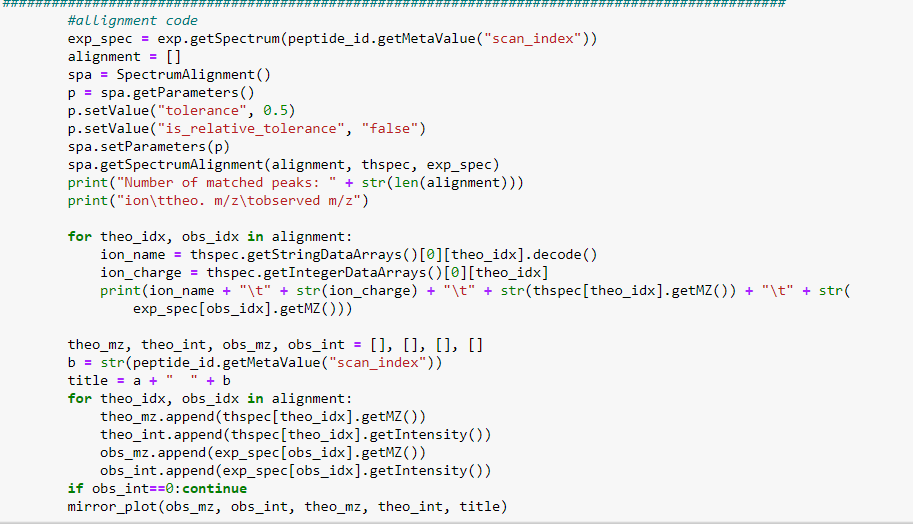 ################################################################################################
#allignment code
exp_spec = exp.getSpectrum(peptide_id.getMetaValue("scan_index"))
alignment = []
spa = SpectrumAlignment()
p = spa.getParameters()
p.setValue("tolerance", 0.5)
p.setValue("is_relative_tolerance", "false")
spa.setParameters(p)
spa.getSpectrumAlignment(alignment, thspec, exp_spec)
print("Number of matched peaks: " + str(len(alignment)))
print("ion\ttheo. m/z\tobserved m/z")
for theo_idx, obs_idx in alignment:
ion_name = thspec.getStringDataArrays()[0][theo_idx].decode()
ion_charge = thspec.getIntegerDataArrays()[0][theo_idx]
print(ion_name + "\t" + str(ion_charge) + "\t" + str(thspec[theo_idx].getMZ()) + "\t" + str(
exp_spec[obs_idx].getMZ()))
theo_mz, theo_int, obs_mz, obs_int = [], [], [], []
b = str(peptide_id.getMetaValue("scan_index"))
title = a + "  " + b
for theo_idx, obs_idx in alignment:
theo_mz.append(thspec[theo_idx].getMZ())
theo_int.append(thspec[theo_idx].getIntensity())
obs_mz.append(exp_spec[obs_idx].getMZ())
obs_int.append(exp_spec[obs_idx].getIntensity())
if obs_int==0:continue
mirror_plot(obs_mz, obs_int, theo_mz, theo_int, title)